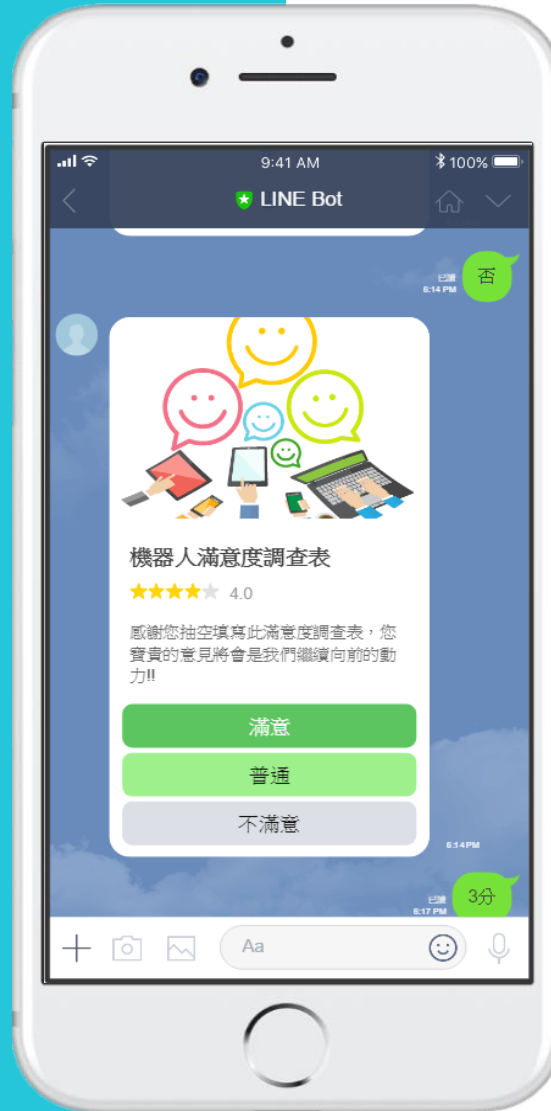 9:41 AM
100%
LINE Bot
已讀
6:14 PM
否
機器人滿意度調查表
4.0
感謝您抽空填寫此滿意度調查表，您
寶貴的意見將會是我們繼續向前的動
力!!
滿意
普通
不滿意
6:14 PM
已讀
6:17 PM
3分
Aa